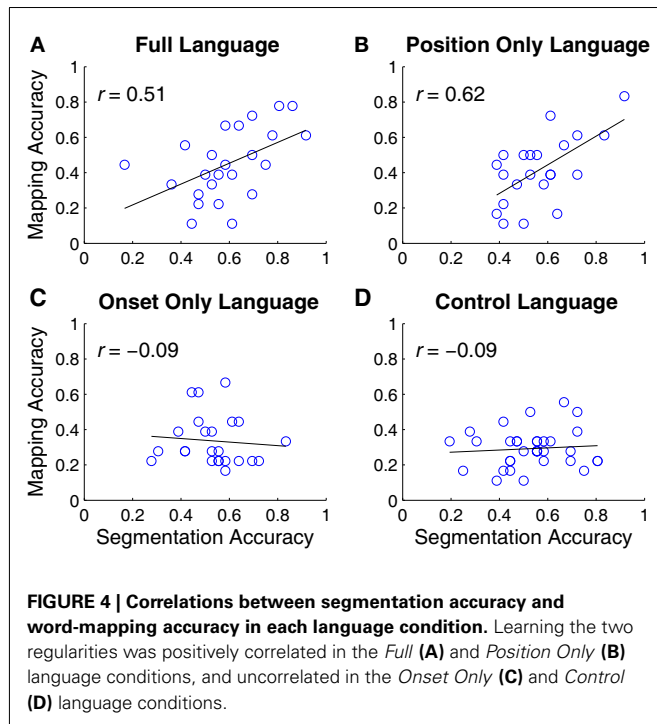 A Full Language
B Position Only Language
r = 0.51
r = 0.62
Mapping Accuracy
1
0.8
0.6
0.4
0.2
0
0 0.2 0.4 0.6 0.8 1
1
0.8
0.6
0.4
0.2
0
0 0.2 0.4 0.6 0.8 1
C Onset Only Language
D Control Language
r = −0.09
r = −0.09
Mapping Accuracy
1
0.8
0.6
0.4
0.2
0
0 0.2 0.4 0.6 0.8 1
Segmentation Accuracy
1
0.8
0.6
0.4
0.2
0
0 0.2 0.4 0.6 0.8 1
Segmentation Accuracy
FIGURE 4 | Correlations between segmentation accuracy and
word-mapping accuracy in each language condition. Learning the two
regularities was positively correlated in the Full (A) and Position Only (B)
language conditions, and uncorrelated in the Onset Only (C) and Control
(D) language conditions.